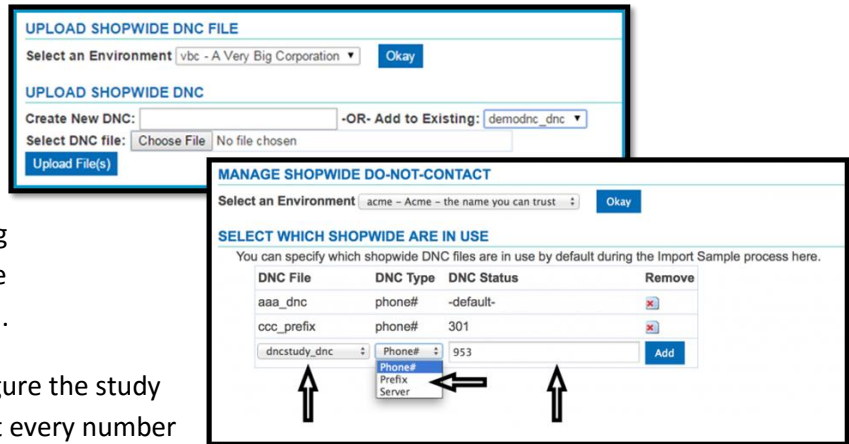 UPLOAD SHOPWIDE DNC FILE
Select an Environment vbc - A Very Big Corporation Okay
UPLOAD SHOPWIDE DNC
Create New DNC: -OR- Add to Existing: demodnc_dnc
Select DNC file: Choose File No file chosen
Upload File(s)
MANAGE SHOPWIDE DO-NOT-CONTACT
Select an Environment acme – Acme – the name you can trust Okay
SELECT WHICH SHOPWIDE ARE IN USE
You can specify which shopwide DNC files are in use by default during the Import Sample process here.
DNC File DNC Type DNC Status Remove
aaa_dnc phone# -default-
ccc_prefix phone# 301
dncstudy_dnc Phone# 953 Add
Phone#
Prefix
Server
gure the study
every number